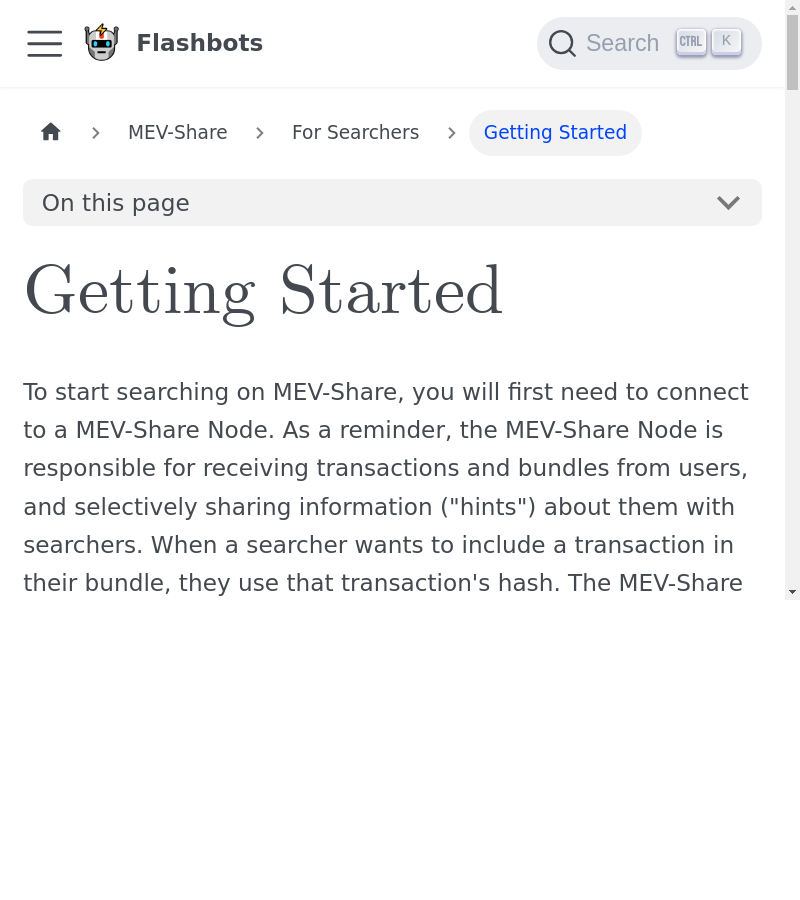 Flashbots
Search CTRL K
MEV-Share For Searchers Getting Started
On this page
Getting Started
To start searching on MEV-Share, you will first need to connect
to a MEV-Share Node. As a reminder, the MEV-Share Node is
responsible for receiving transactions and bundles from users,
and selectively sharing information ("hints") about them with
searchers. When a searcher wants to include a transaction in
their bundle, they use that transaction's hash. The MEV-Share